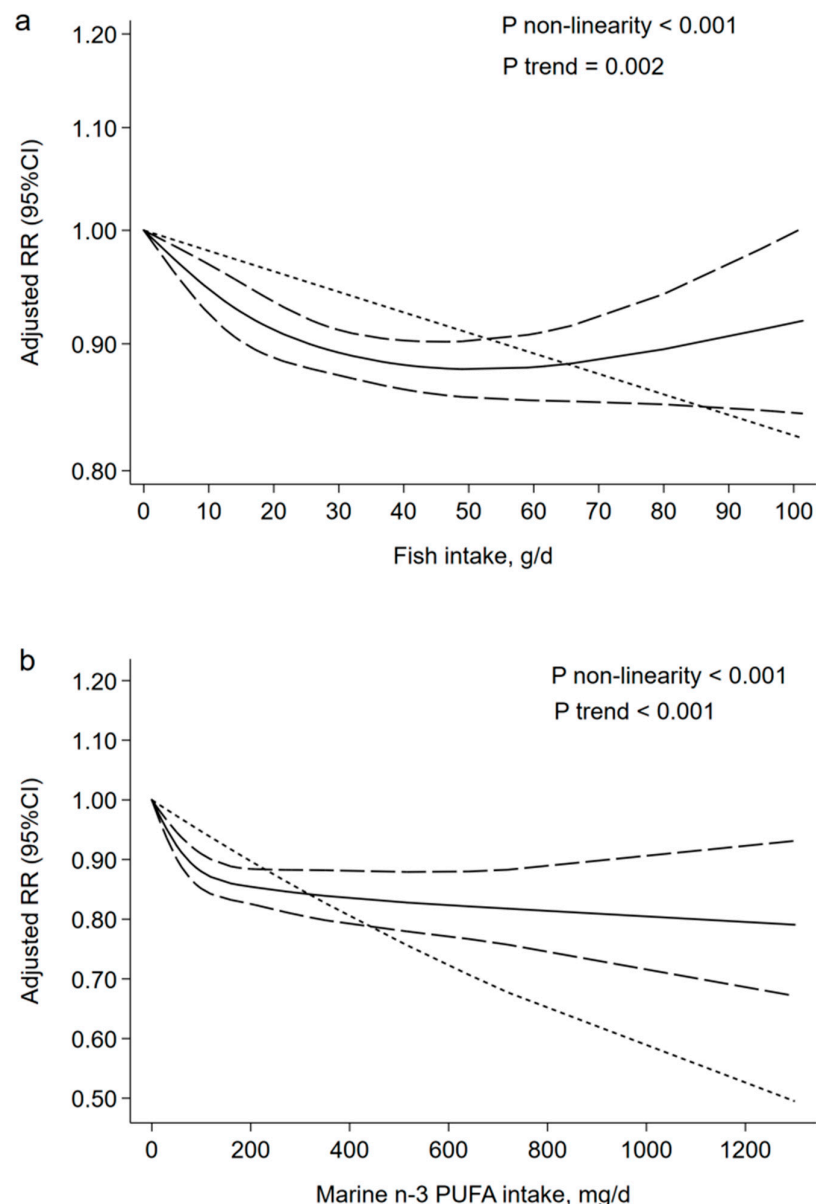 a
P non-linearity < 0.001
P trend = 0.002
Adjusted RR (95%CI)
1.20
1.10
1.00
0.90
0.80
0 10 20 30 40 50 60 70 80 90 100
Fish intake, g/d
b
P non-linearity < 0.001
P trend < 0.001
Adjusted RR (95%CI)
1.20
1.10
1.00
0.90
0.80
0.70
0.60
0.50
0 200 400 600 800 1000 1200
Marine n-3 PUFA intake, mg/d